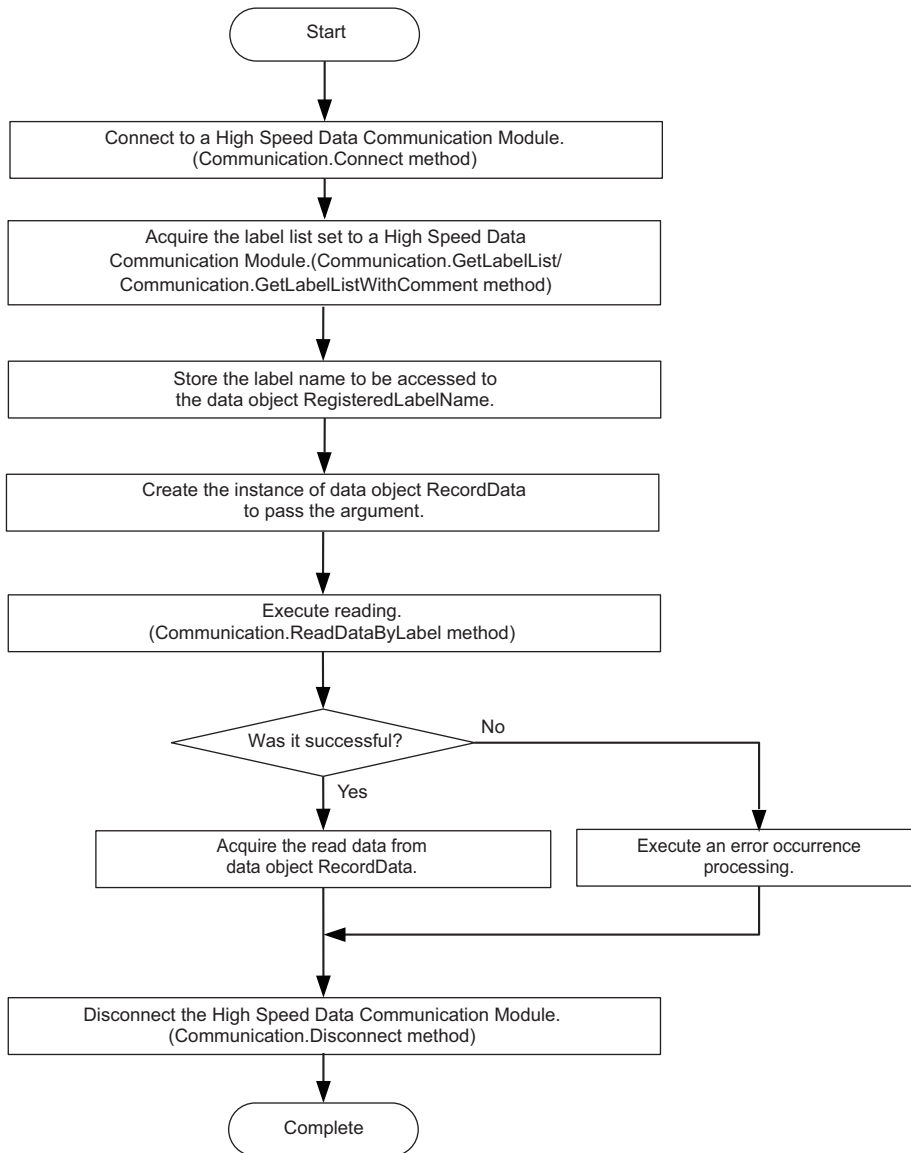 Start
Connect to a High Speed Data Communication Module.
(Communication.Connect method)
Acquire the label list set to a High Speed Data
Communication Module.(Communication.GetLabelList/
Communication.GetLabelListWithComment method)
Store the label name to be accessed to
the data object RegisteredLabelName.
Create the instance of data object RecordData
to pass the argument.
Execute reading.
(Communication.ReadDataByLabel method)
Was it successful?
No
Yes
Acquire the read data from
data object RecordData.
Execute an error occurrence
processing.
Disconnect the High Speed Data Communication Module.
(Communication.Disconnect method)
Complete